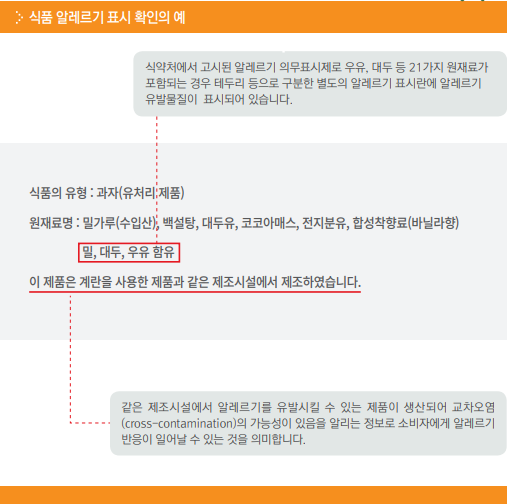 식품 알레르기 표시 확인의 예
식약처에서 고시된 알레르기 의무표시제로 우유, 대두 등 21가지 원재료가
포함되는 경우 테두리 등으로 구분한 별도의 알레르기 표시란에 알레르기
유발물질이 표시되어 있습니다.
식품의 유형 : 과자(유처리제품)
원재료명 : 밀가루(수입산), 백설탕, 대두유, 코코아매스, 전지분유, 합성착향료(바닐라향)
밀, 대두, 우유 함유
이 제품은 계란을 사용한 제품과 같은 제조시설에서 제조하였습니다.
같은 제조시설에서 알레르기를 유발시킬 수 있는 제품이 생산되어 교차오염
(cross-contamination)의 가능성이 있음을 알리는 정보로 소비자에게 알레르기
반응이 일어날 수 있는 것을 의미합니다.